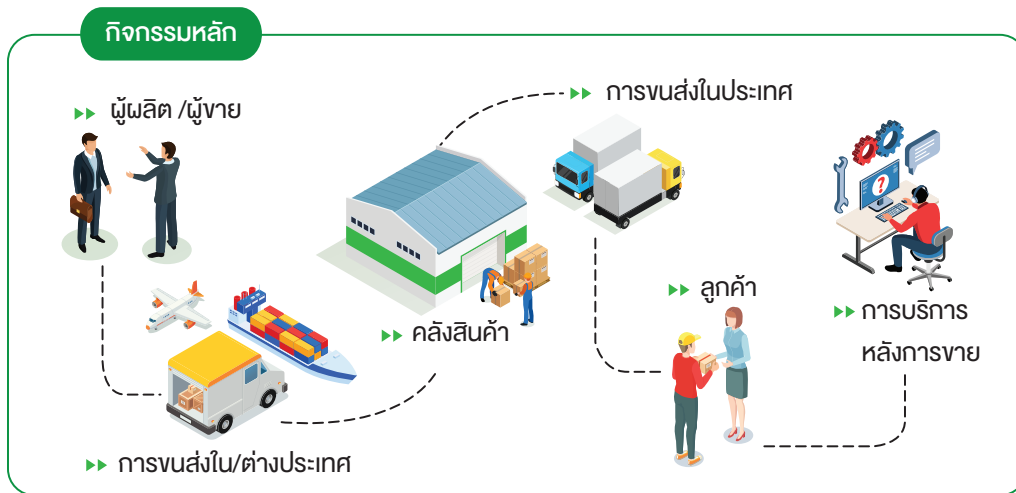 กิจกรรมหลัก
ผู้ผลิต /ผู้ขาย
การขนส่งใน/ต่างประเทศ
คลังสินค้า
การขนส่งในประเทศ
ลูกค้า
การบริการ
หลังการขาย
?